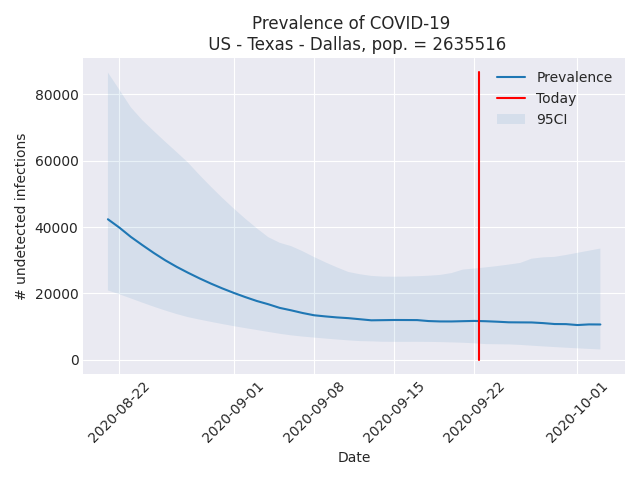 Prevalence of COVID-19
US - Texas - Dallas, pop. = 2635516
Prevalence
Today
95CI
# undetected infections
80000
60000
40000
20000
0
2020-08-22
2020-09-01
2020-09-08
2020-09-15
2020-09-22
2020-10-01
Date